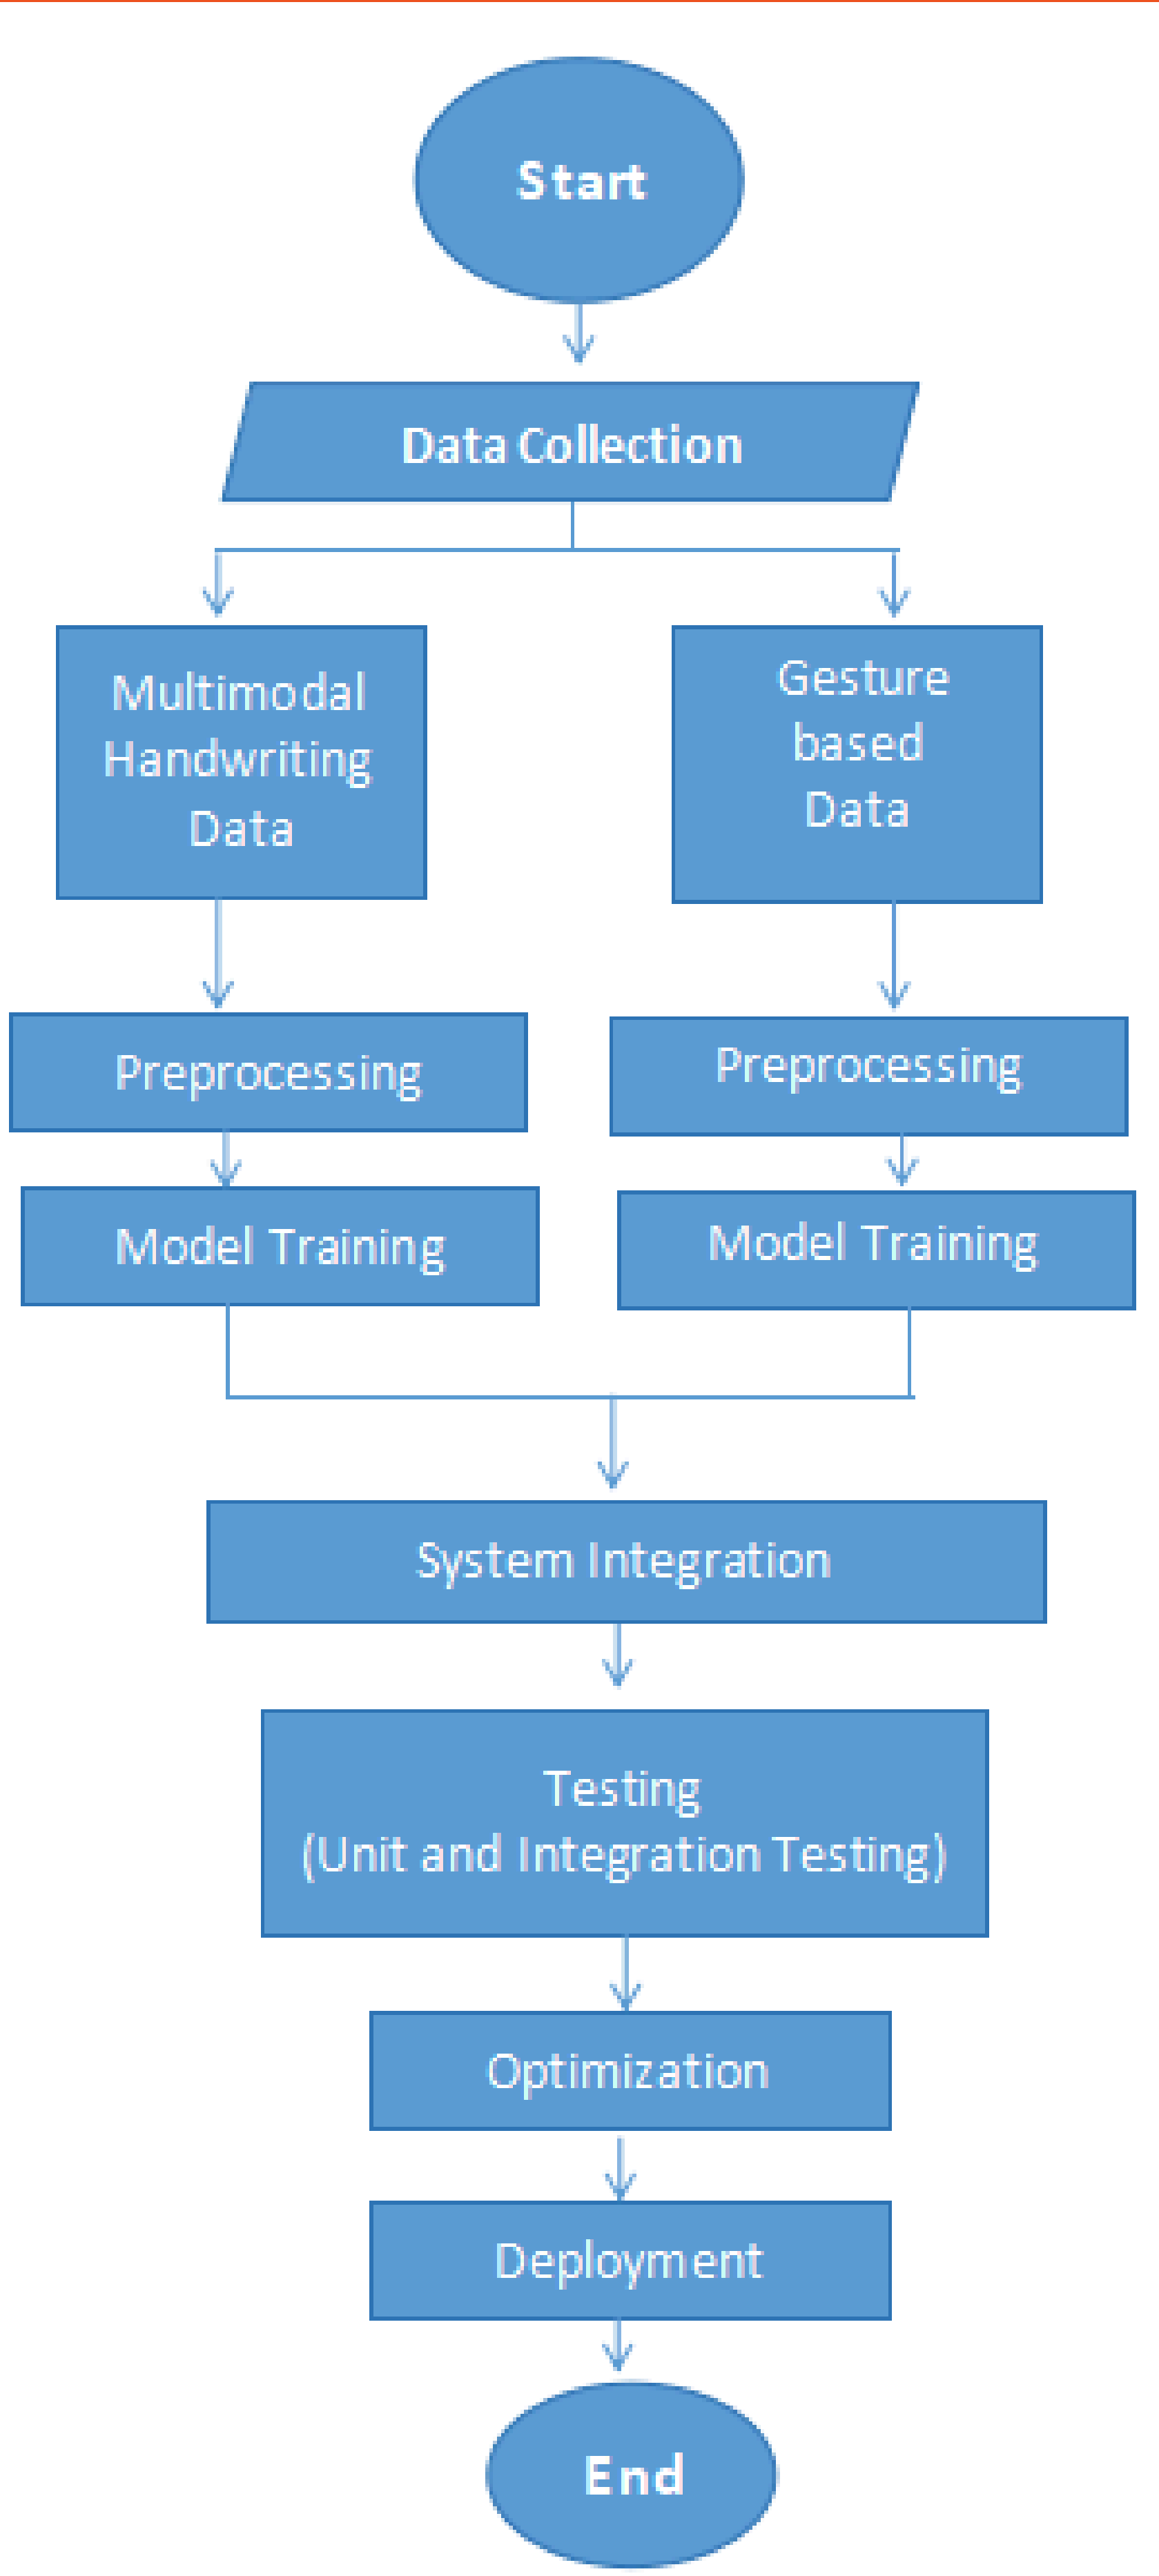 Start
Data Collection
Multimodal
Handwriting
Data
Gesture
based
Data
Preprocessing
Preprocessing
Model Training
Model Training
System Integration
Testing
(Unit and Integration Testing)
Optimization
Deployment
End